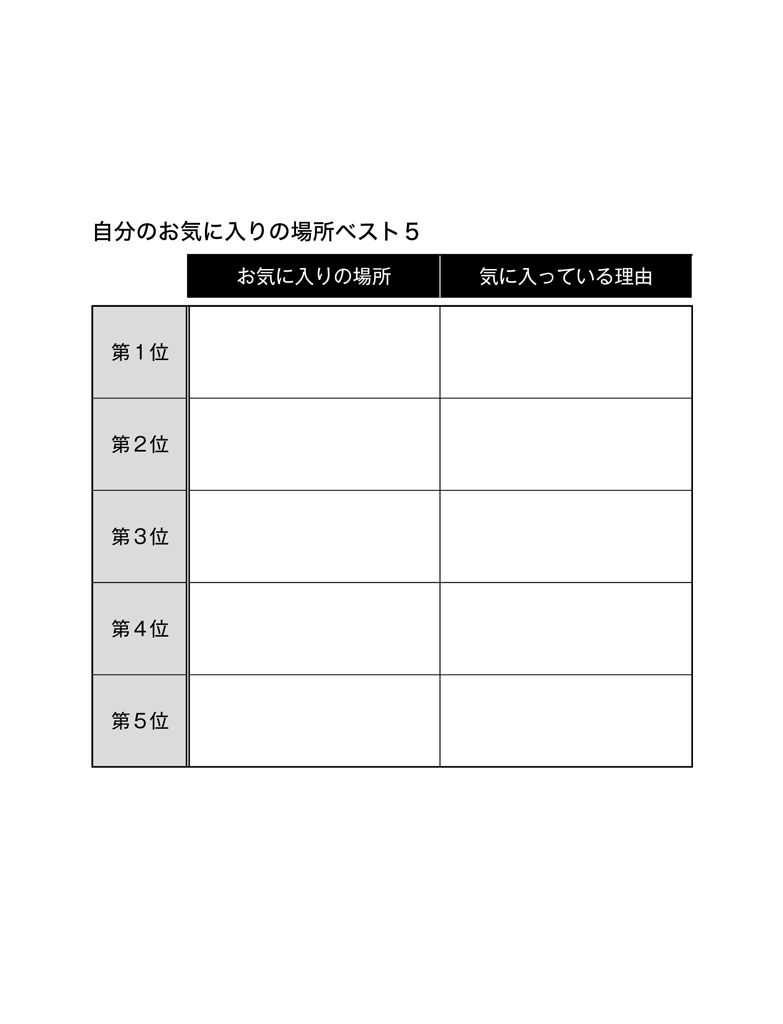 自分のお気に入りの場所ベスト５
お気に入りの場所 気に入っている理由
第１位
第２位
第３位
第４位
第５位